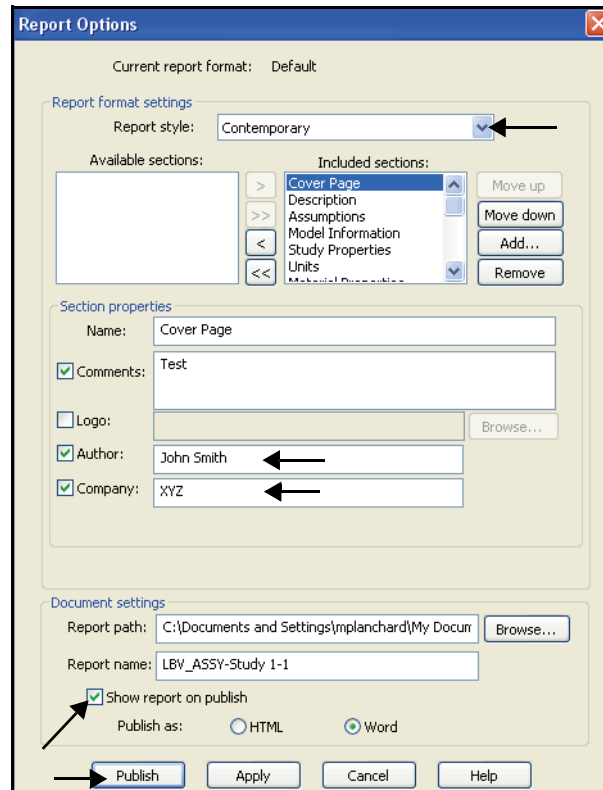 Report Options
Current report format: Default
Report format settings
Report style: Contemporary
Available sections: Included sections:
> Cover Page Move up
>> Description Move down
< Assumptions Add...
<< Model Information Remove
Study Properties
Units
Material Properties
Section properties
Name: Cover Page
Comments: Test
Logo: Browse...
Author: John Smith
Company: XYZ
Document settings
Report path: C:\Documents and Settings\mplanchard\My Docum Browse...
Report name: LBV_ASSY-Study 1-1
Show report on publish
Publish as: HTML Word
Publish Apply Cancel Help